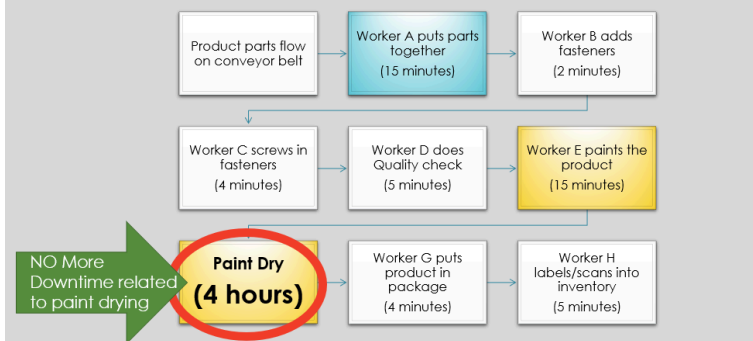 Product parts flow
on conveyor belt
Worker A puts parts
together
(15 minutes)
Worker B adds
fasteners
(2 minutes)
Worker C screws in
fasteners
(4 minutes)
Worker D does
Quality check
(5 minutes)
Worker E paints the
product
(15 minutes)
NO More
Downtime related
to paint drying
Paint Dry
(4 hours)
Worker G puts
product in
package
(4 minutes)
Worker H
labels/scans into
inventory
(5 minutes)